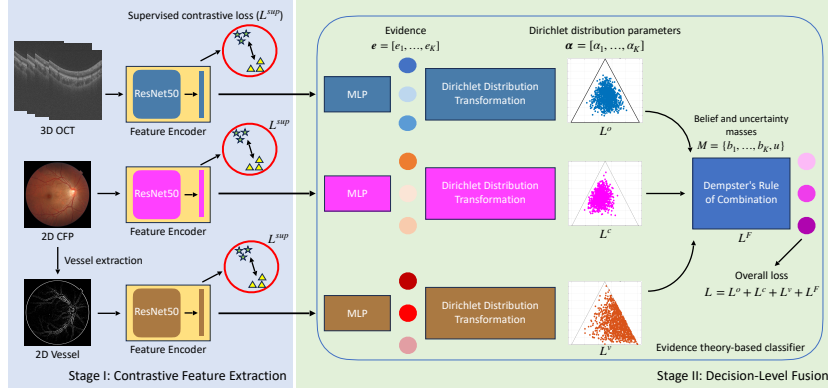 Supervised contrastive loss (L^sup)
Evidence
e = [e₁, …, e_K]
Dirichlet distribution parameters
α = [α₁, …, α_K]
ResNet50
3D OCT
Feature Encoder
MLP
Dirichlet Distribution
Transformation
L^o
Belief and uncertainty
masses
M = {b₁, …, b_K, u}
L^sup
ResNet50
2D CFP
Feature Encoder
MLP
Dirichlet Distribution
Transformation
L^c
Dempster's Rule
of Combination
L^F
Vessel extraction
L^sup
Overall loss
L = L^o + L^c + L^v + L^F
ResNet50
2D Vessel
Feature Encoder
MLP
Dirichlet Distribution
Transformation
L^v
Evidence theory-based classifier
Stage I: Contrastive Feature Extraction
Stage II: Decision-Level Fusion